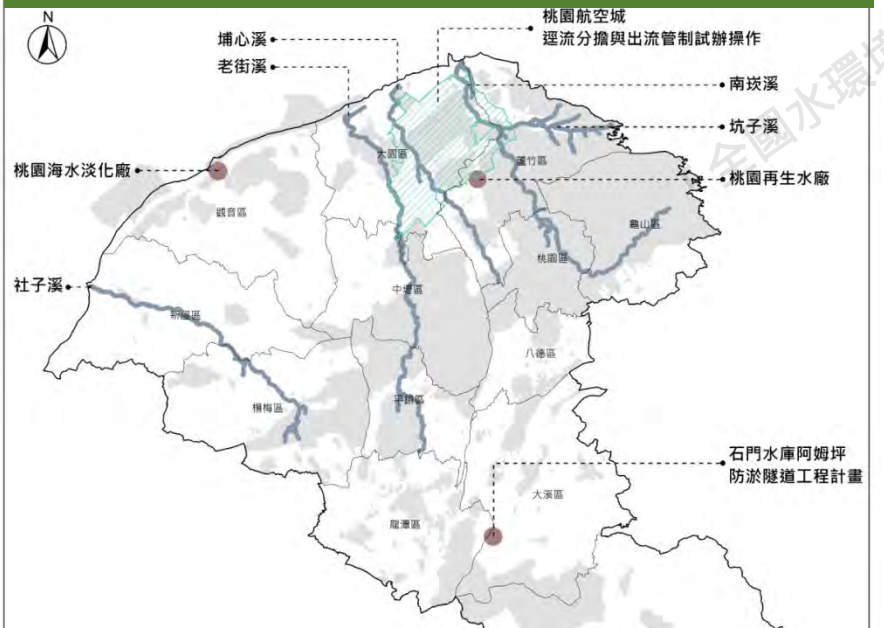 N
桃園航空城
逕流分擔與出流管制試辦操作
埔心溪
老街溪
南崁溪
坑子溪
全國水環境
大園區
蘆竹區
桃園海水淡化廠
桃園再生水廠
觀音區
龜山區
桃園區
社子溪
中壢區
新屋區
八德區
楊梅區
平鎮區
石門水庫阿姆坪
防淤隧道工程計畫
大溪區
龍潭區